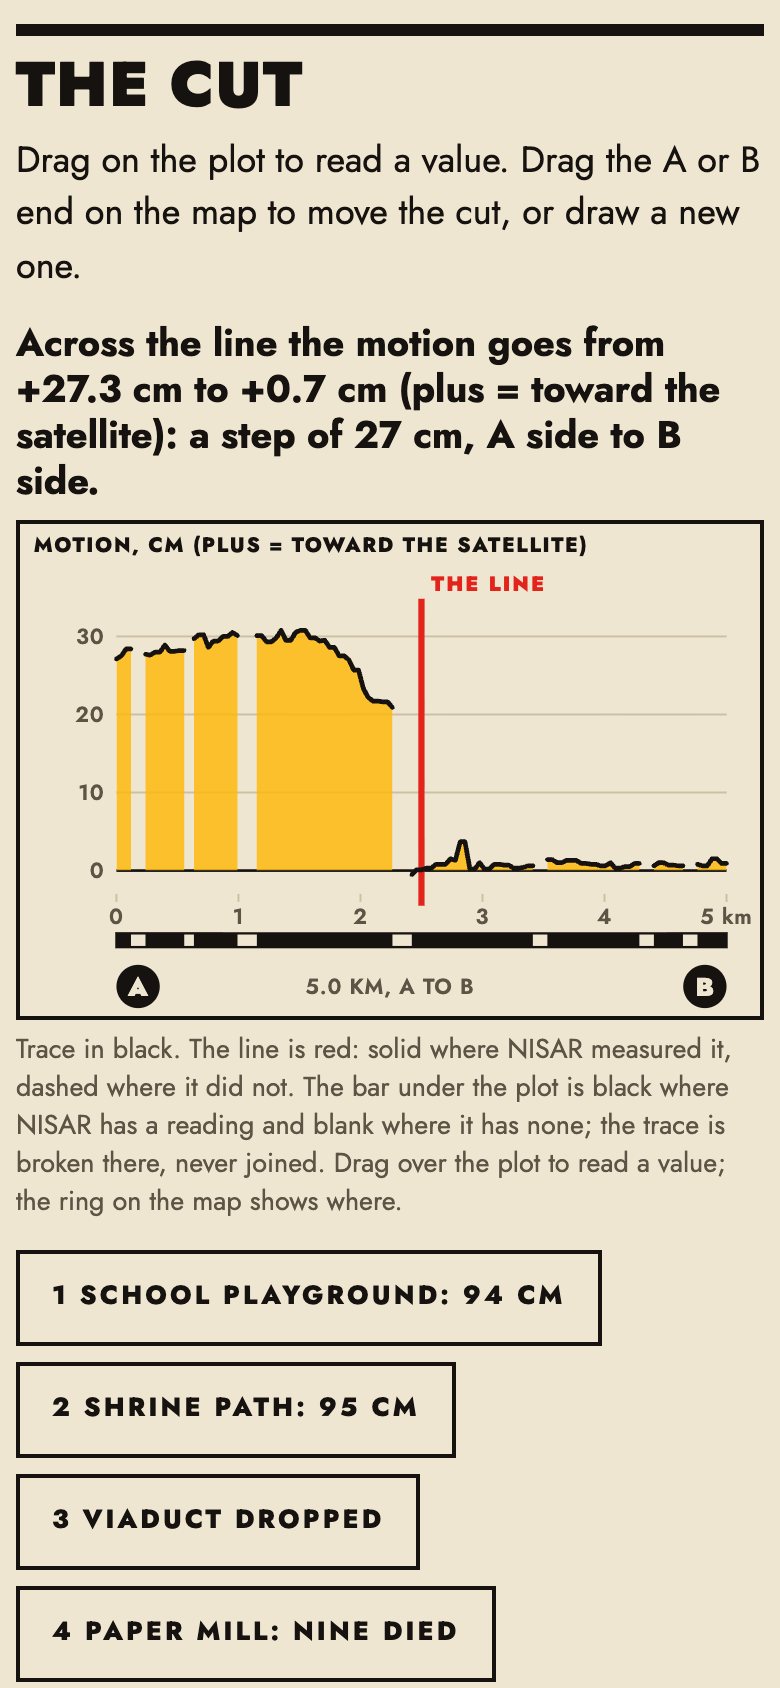 THE CUT
Drag on the plot to read a value. Drag the A or B
end on the map to move the cut, or draw a new
one.
Across the line the motion goes from
+27.3 cm to +0.7 cm (plus = toward the
satellite): a step of 27 cm, A side to B
side.
MOTION, CM (PLUS = TOWARD THE SATELLITE)
THE LINE
30
20
10
0
0 1 2 3 4 5 km
A 5.0 KM, A TO B B
Trace in black. The line is red: solid where NISAR measured it,
dashed where it did not. The bar under the plot is black where
NISAR has a reading and blank where it has none; the trace is
broken there, never joined. Drag over the plot to read a value;
the ring on the map shows where.
1 SCHOOL PLAYGROUND: 94 CM
2 SHRINE PATH: 95 CM
3 VIADUCT DROPPED
4 PAPER MILL: NINE DIED